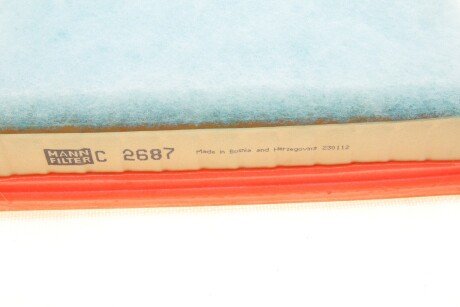 MANN
FILTER
C 2687
Made in Bosnia and Herzegovina 230112